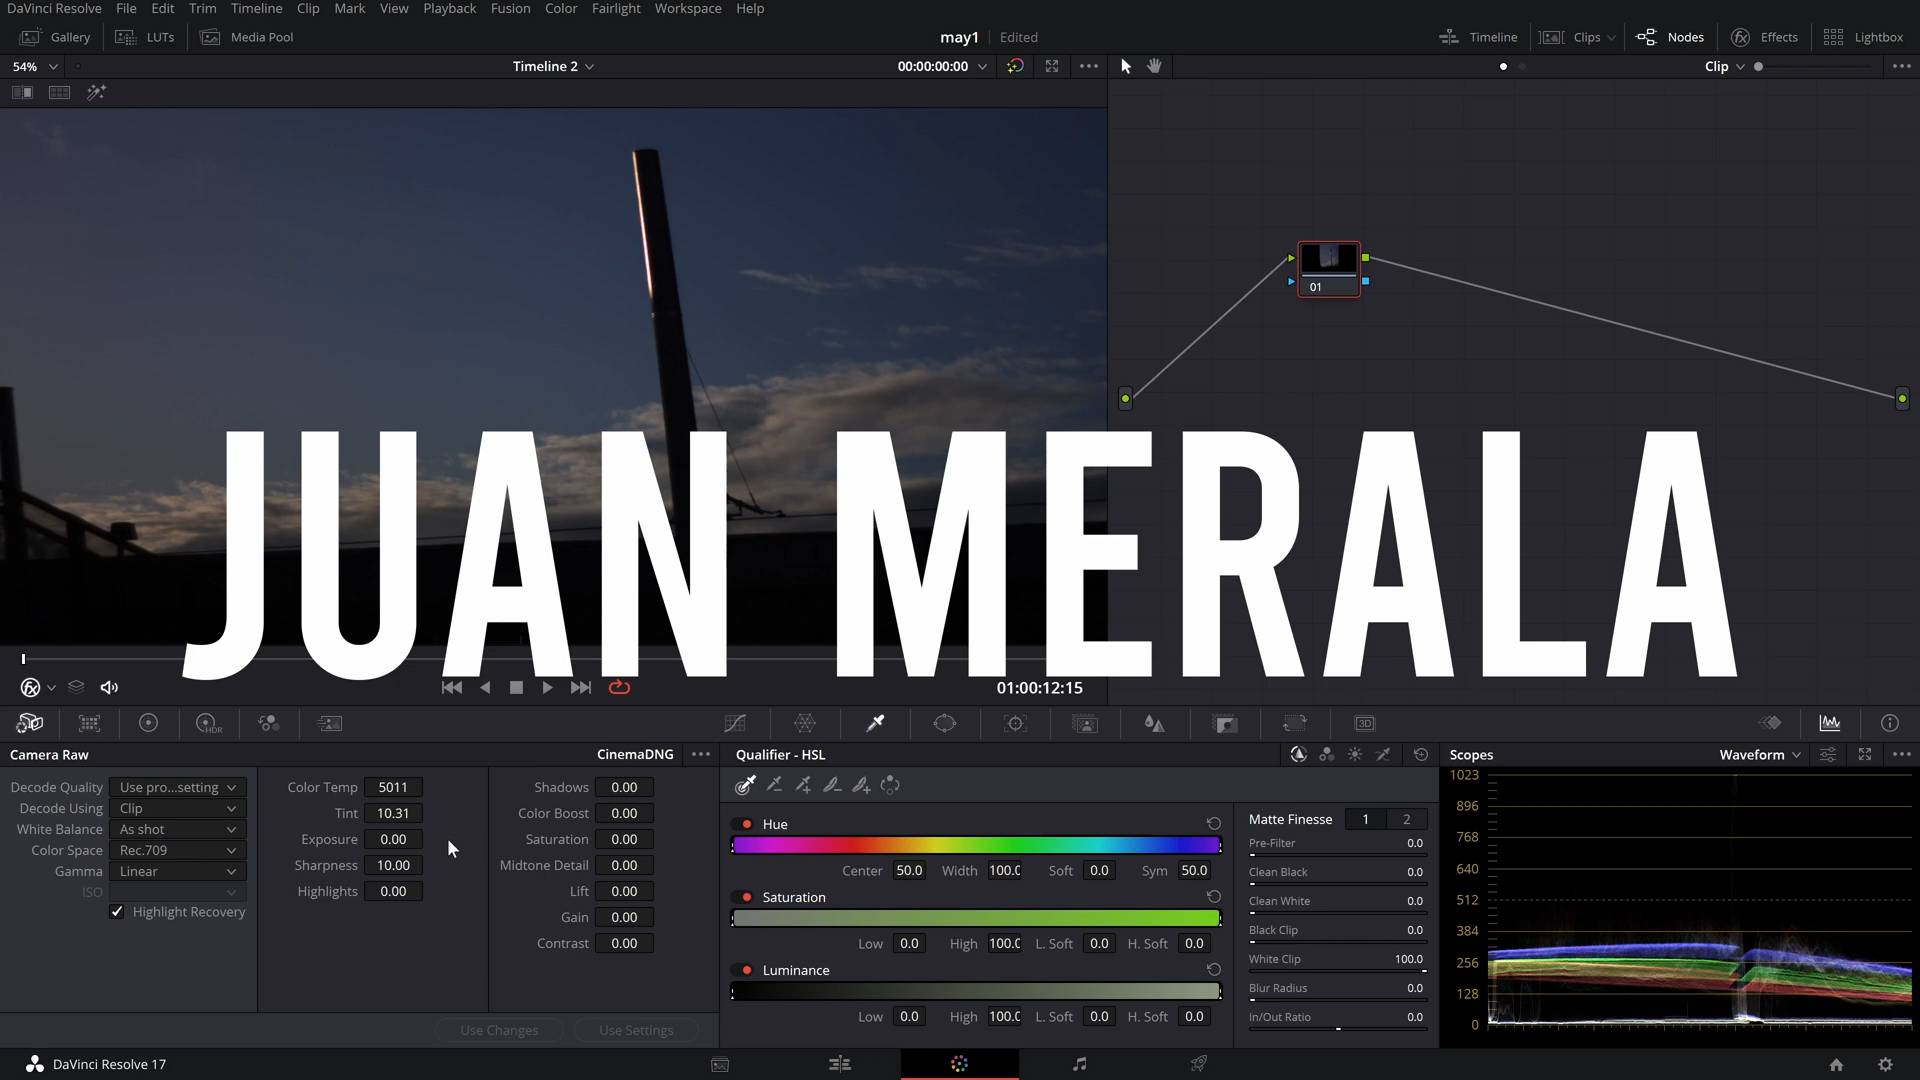 DaVinci Resolve File Edit Trim Timeline Clip Mark View Playback Fusion Color Fairlight Workspace Help
Gallery LUTs Media Pool may1 Edited Timeline Clips Nodes Effects Lightbox
54% Timeline 2 00:00:00:00 Clip
01
JUAN MERALA
01:00:12:15
HDR 3D
Camera Raw CinemaDNG Qualifier - HSL Scopes Waveform
Decode Quality Use pro...setting Color Temp 5011 Shadows 0.00
Decode Using Clip Tint 10.31 Color Boost 0.00
White Balance As shot Exposure 0.00 Saturation 0.00
Color Space Rec.709 Sharpness 10.00 Midtone Detail 0.00
Gamma Linear Highlights 0.00 Lift 0.00
ISO
Highlight Recovery Gain 0.00
Contrast 0.00
Use Changes Use Settings
Hue
Center 50.0 Width 100.0 Soft 0.0 Sym 50.0
Saturation
Low 0.0 High 100.0 L. Soft 0.0 H. Soft 0.0
Luminance
Low 0.0 High 100.0 L. Soft 0.0 H. Soft 0.0
Matte Finesse 1 2
Pre-Filter 0.0
Clean Black 0.0
Clean White 0.0
Black Clip 0.0
White Clip 100.0
Blur Radius 0.0
In/Out Ratio 0.0
1023
896
768
640
512
384
256
128
0
DaVinci Resolve 17